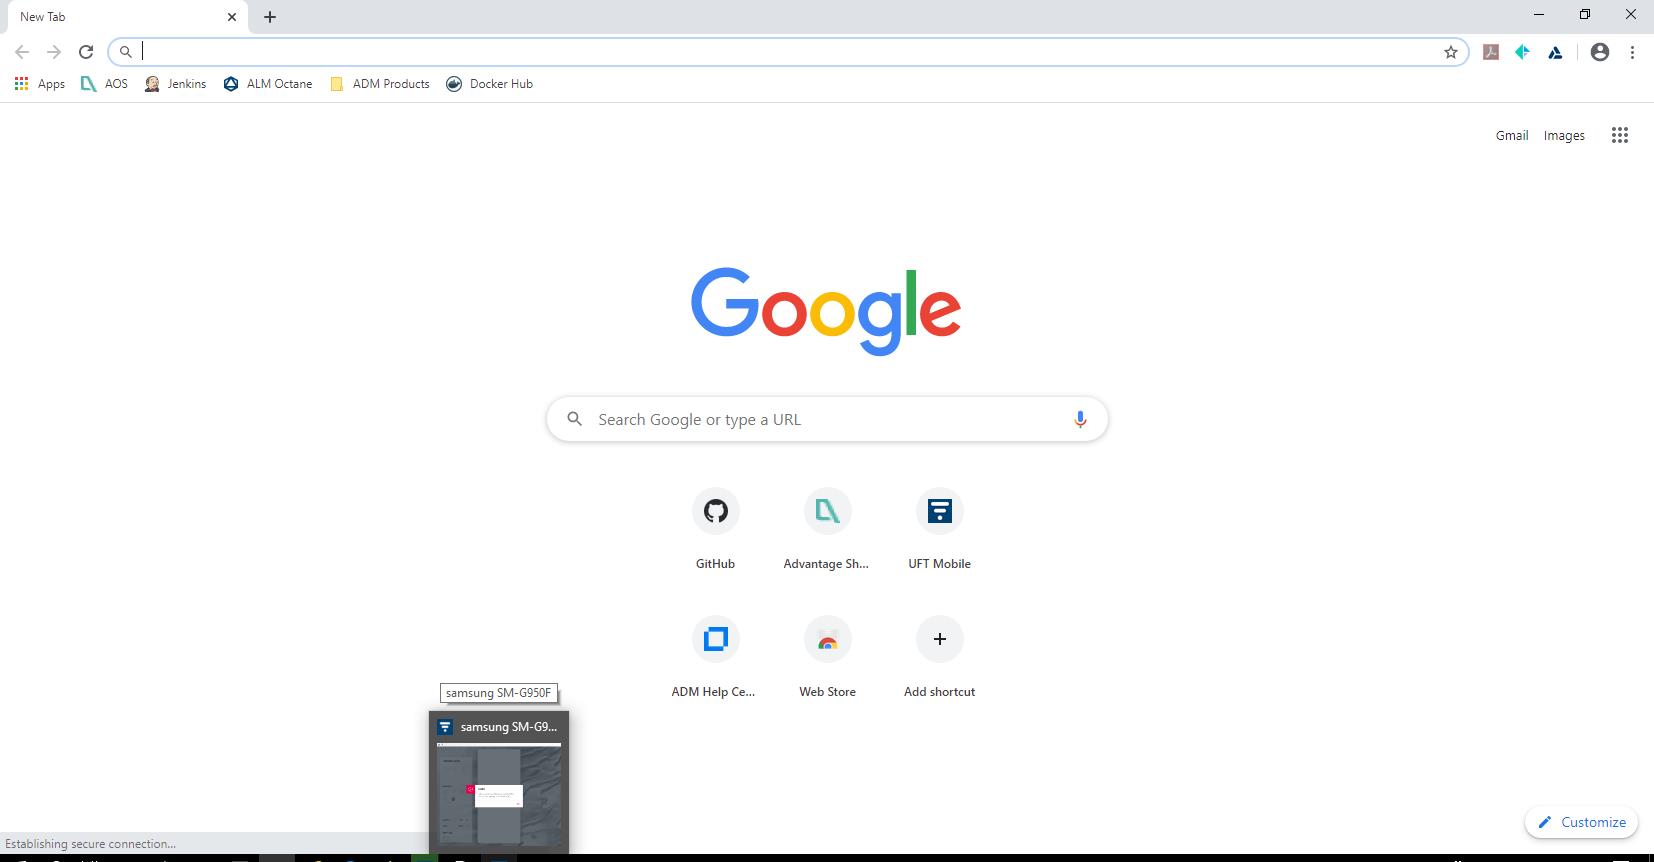 New Tab
Apps AOS Jenkins ALM Octane ADM Products Docker Hub
Gmail Images
Google
Search Google or type a URL
GitHub Advantage Sh... UFT Mobile
ADM Help Ce... Web Store Add shortcut
samsung SM-G950F
samsung SM-G9...
Customize
Establishing secure connection...